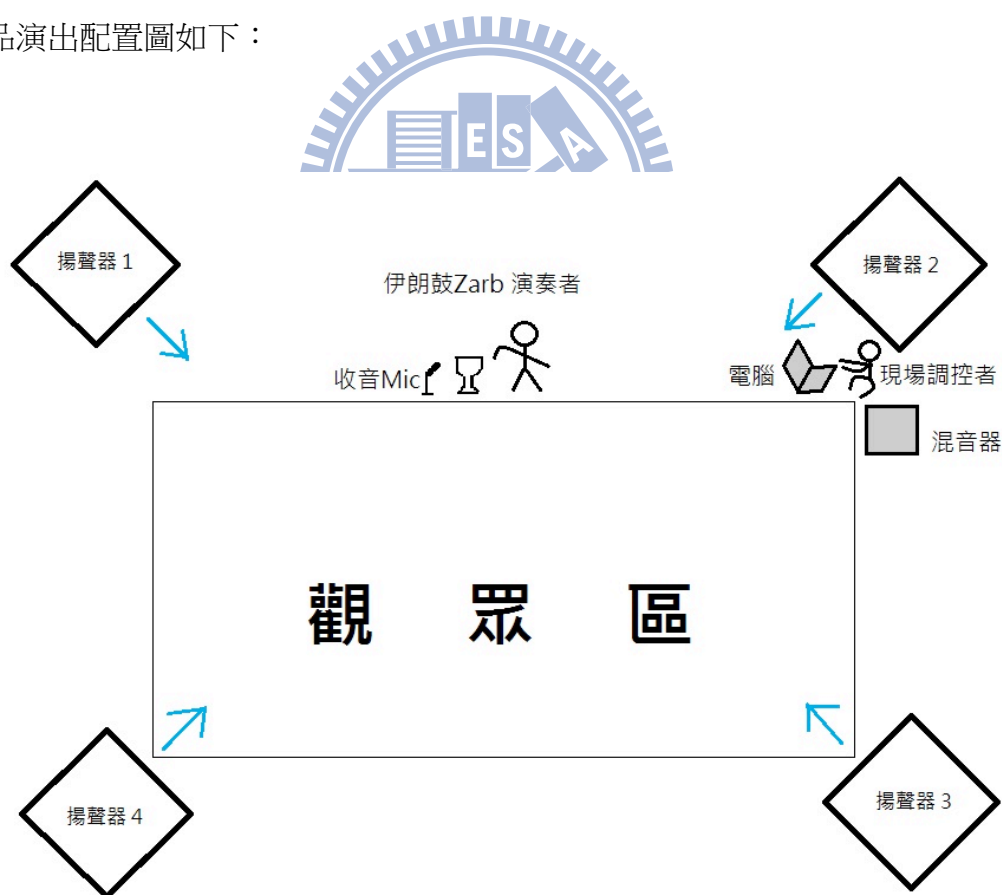 品演出配置圖如下：
ESA
揚聲器 1
揚聲器 2
伊朗鼓Zarb 演奏者
收音Mic
電腦
現場調控者
混音器
觀 眾 區
揚聲器 4
揚聲器 3